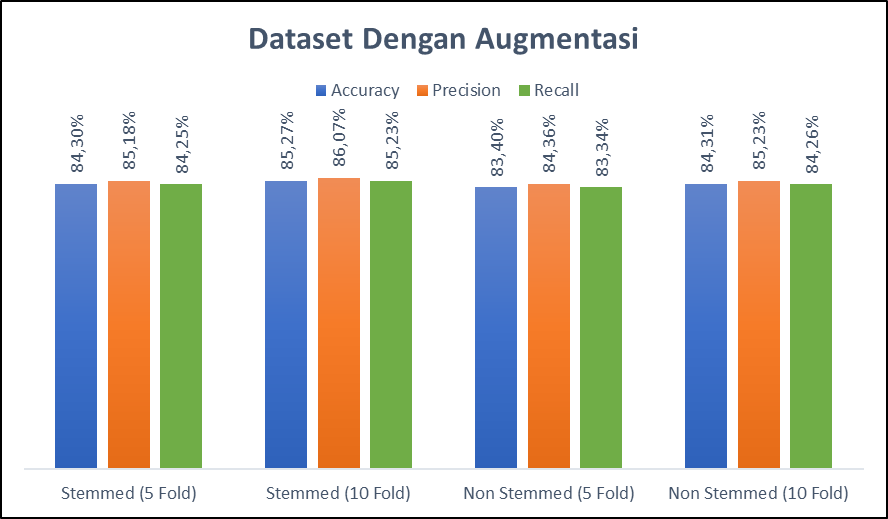 Dataset Dengan Augmentasi
Accuracy Precision Recall
84,30% 85,18% 84,25% 85,27% 86,07% 85,23% 83,40% 84,36% 83,34% 84,31% 85,23% 84,26%
Stemmed (5 Fold) Stemmed (10 Fold) Non Stemmed (5 Fold) Non Stemmed (10 Fold)